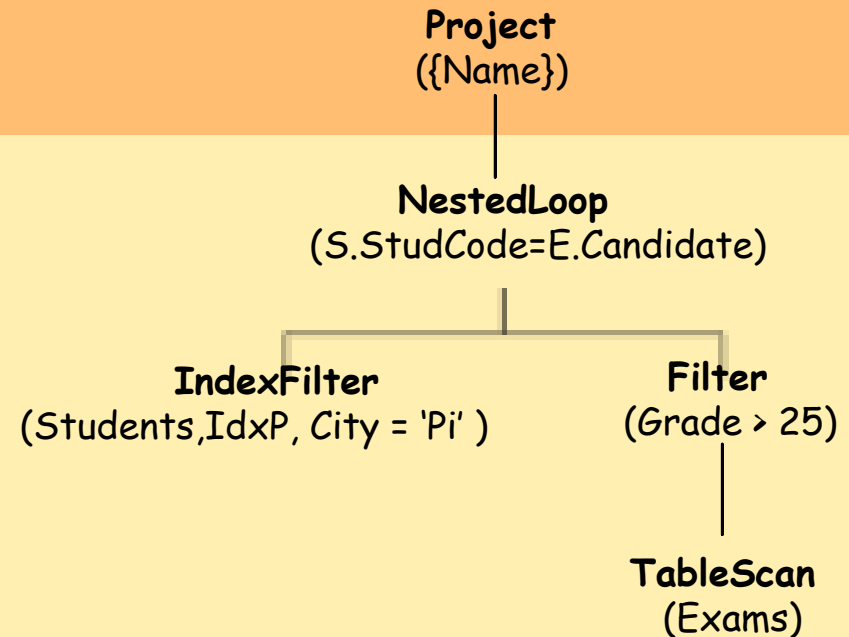 Project
({Name})
NestedLoop
(S.StudCode=E.Candidate)
IndexFilter
(Students,IdxP, City = ‘Pi’ )
Filter
(Grade > 25)
TableScan
(Exams)